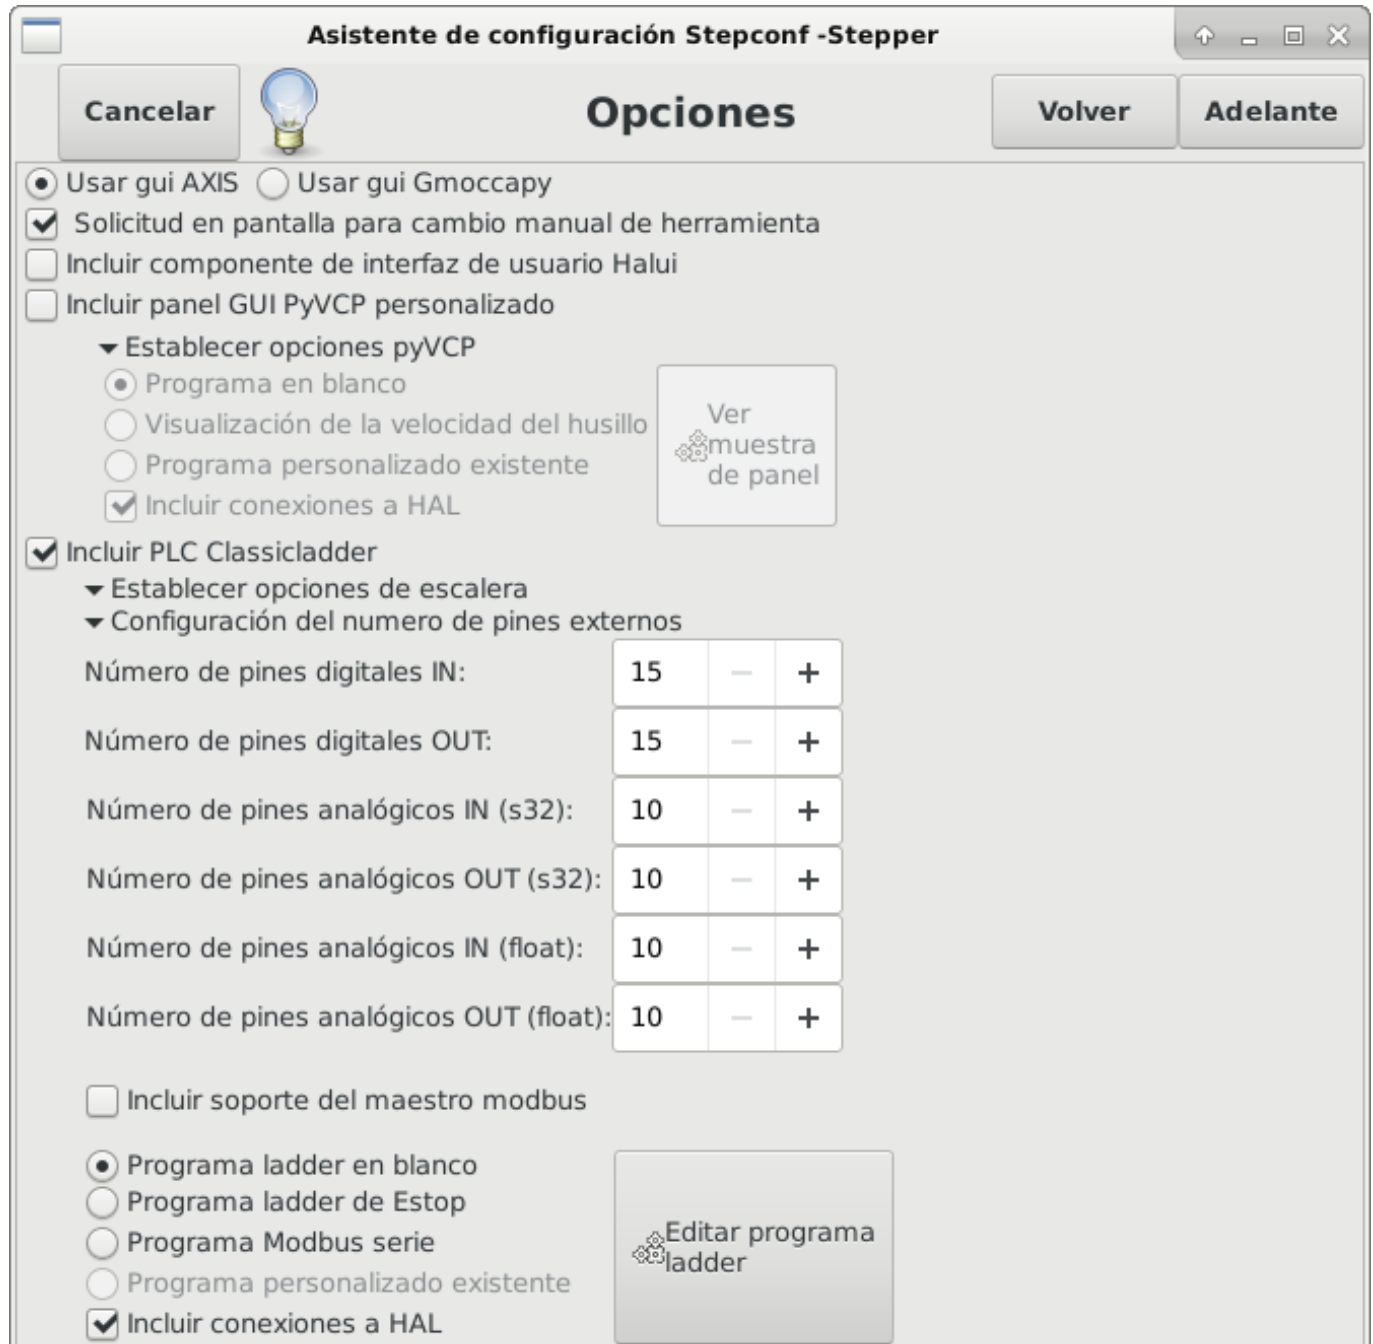 Asistente de configuración Stepconf -Stepper
Cancelar
Opciones
Volver
Adelante
Usar gui AXIS
Usar gui Gmoccapy
Solicitud en pantalla para cambio manual de herramienta
Incluir componente de interfaz de usuario Halui
Incluir panel GUI PyVCP personalizado
Establecer opciones pyVCP
Programa en blanco
Visualización de la velocidad del husillo
Programa personalizado existente
Incluir conexiones a HAL
Ver
muestra
de panel
Incluir PLC Classicladder
Establecer opciones de escalera
Configuración del numero de pines externos
Número de pines digitales IN: 15 − +
Número de pines digitales OUT: 15 − +
Número de pines analógicos IN (s32): 10 − +
Número de pines analógicos OUT (s32): 10 − +
Número de pines analógicos IN (float): 10 − +
Número de pines analógicos OUT (float): 10 − +
Incluir soporte del maestro modbus
Programa ladder en blanco
Programa ladder de Estop
Programa Modbus serie
Programa personalizado existente
Incluir conexiones a HAL
Editar programa
ladder